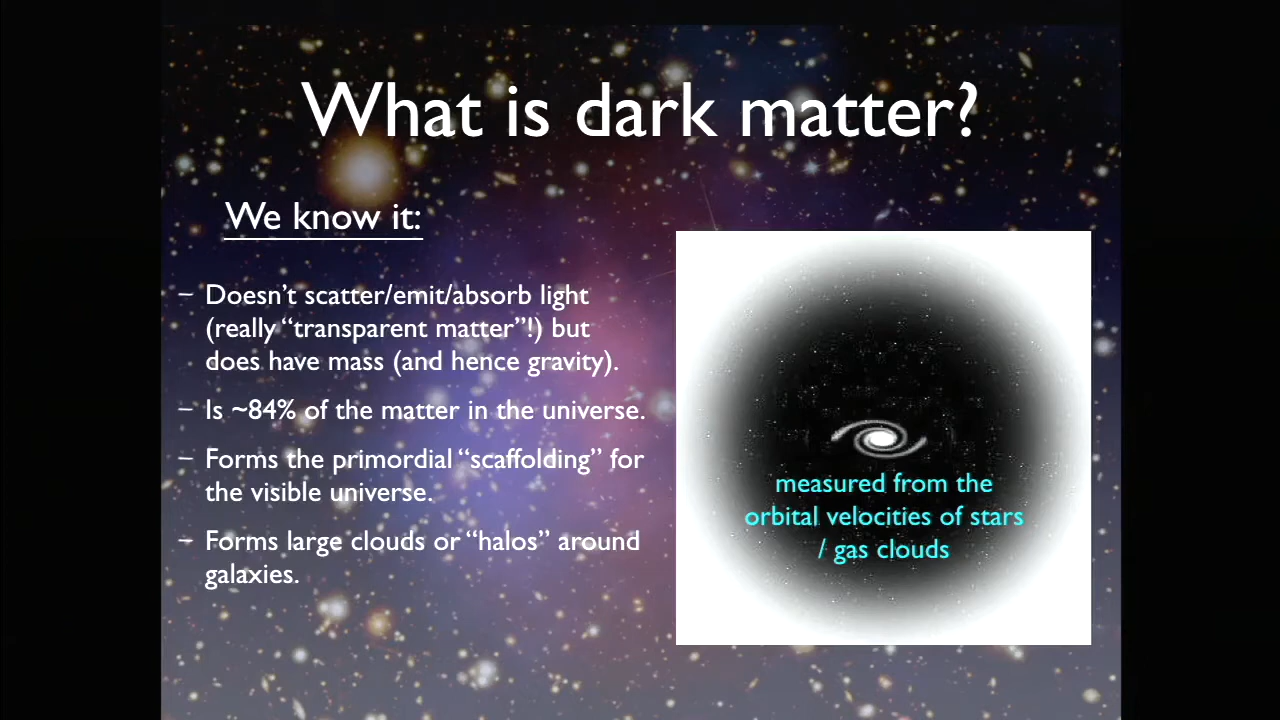 What is dark matter?
We know it:
– Doesn’t scatter/emit/absorb light
(really “transparent matter”!) but
does have mass (and hence gravity).
– Is ~84% of the matter in the universe.
– Forms the primordial “scaffolding” for
the visible universe.
– Forms large clouds or “halos” around
galaxies.
measured from the
orbital velocities of stars
/ gas clouds